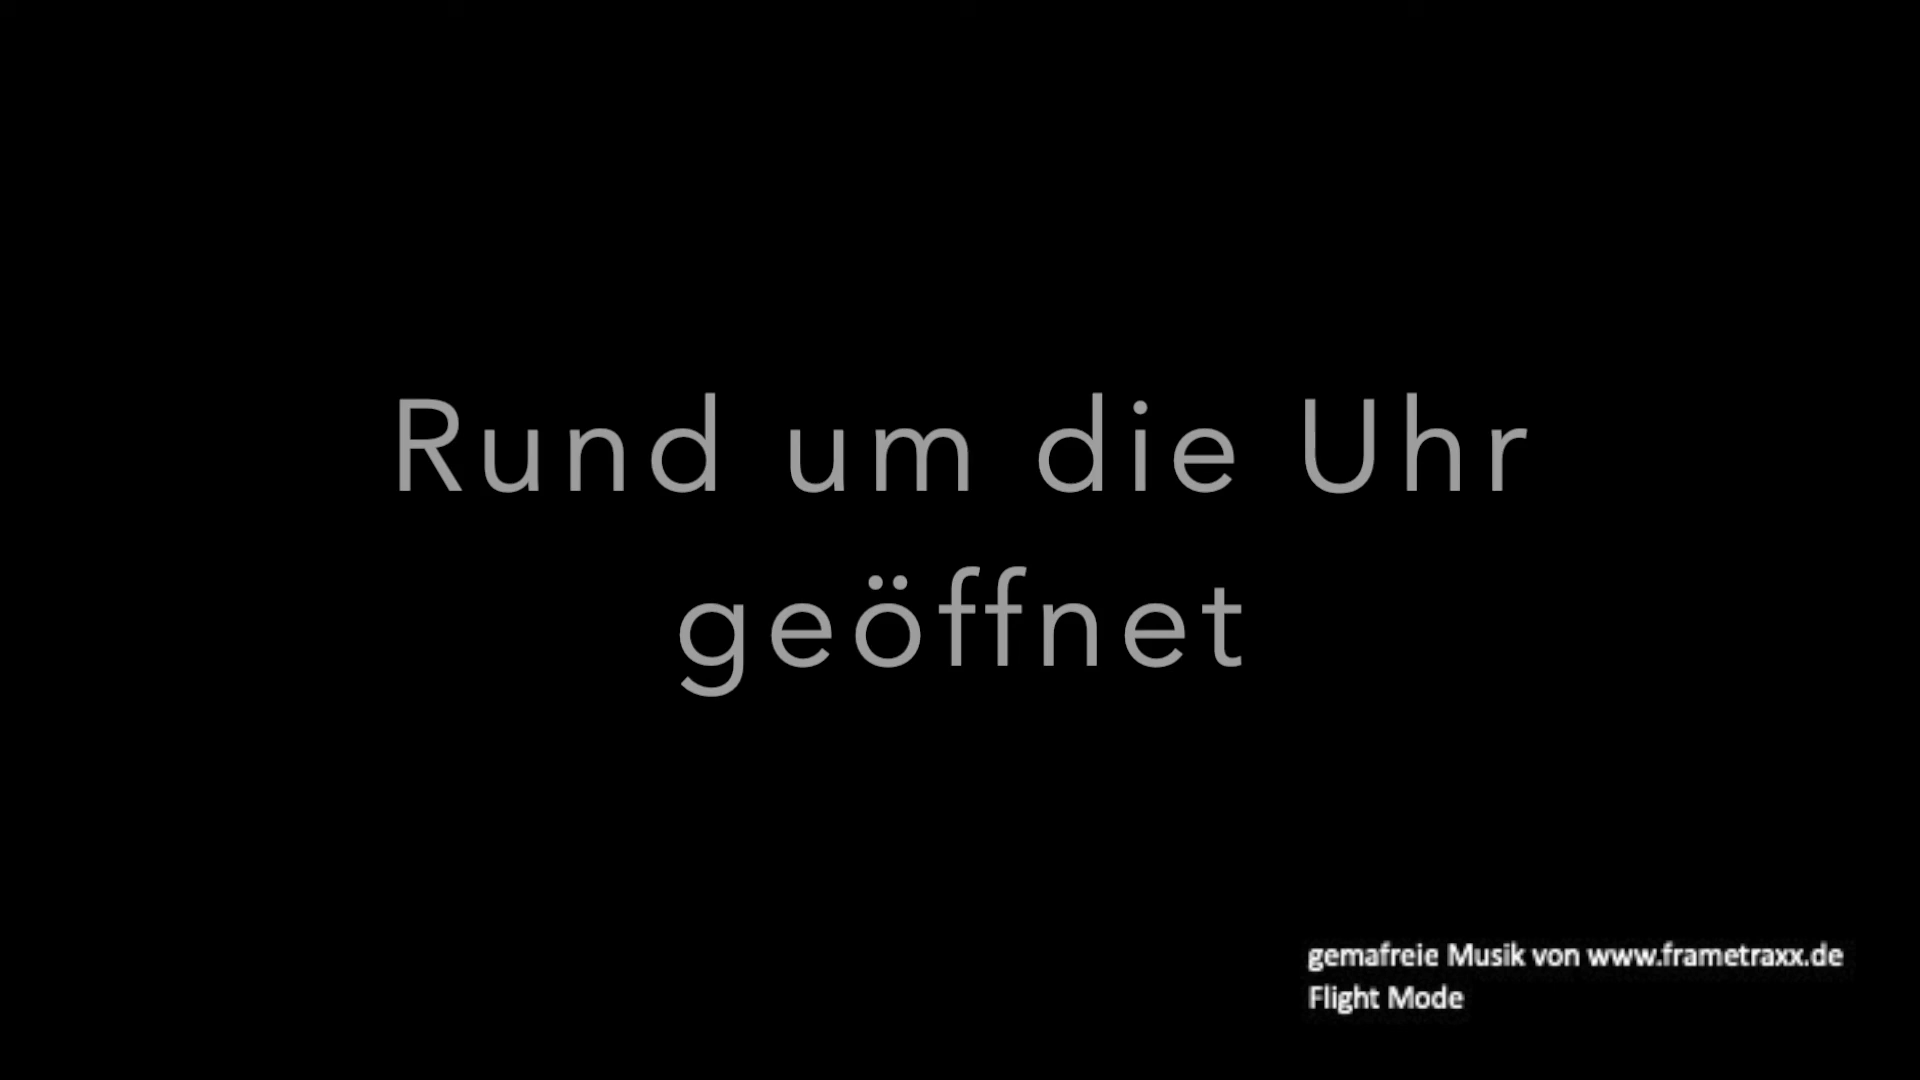 Rund um die Uhr
geöffnet
gemafreie Musik von www.frametraxx.de
Flight Mode